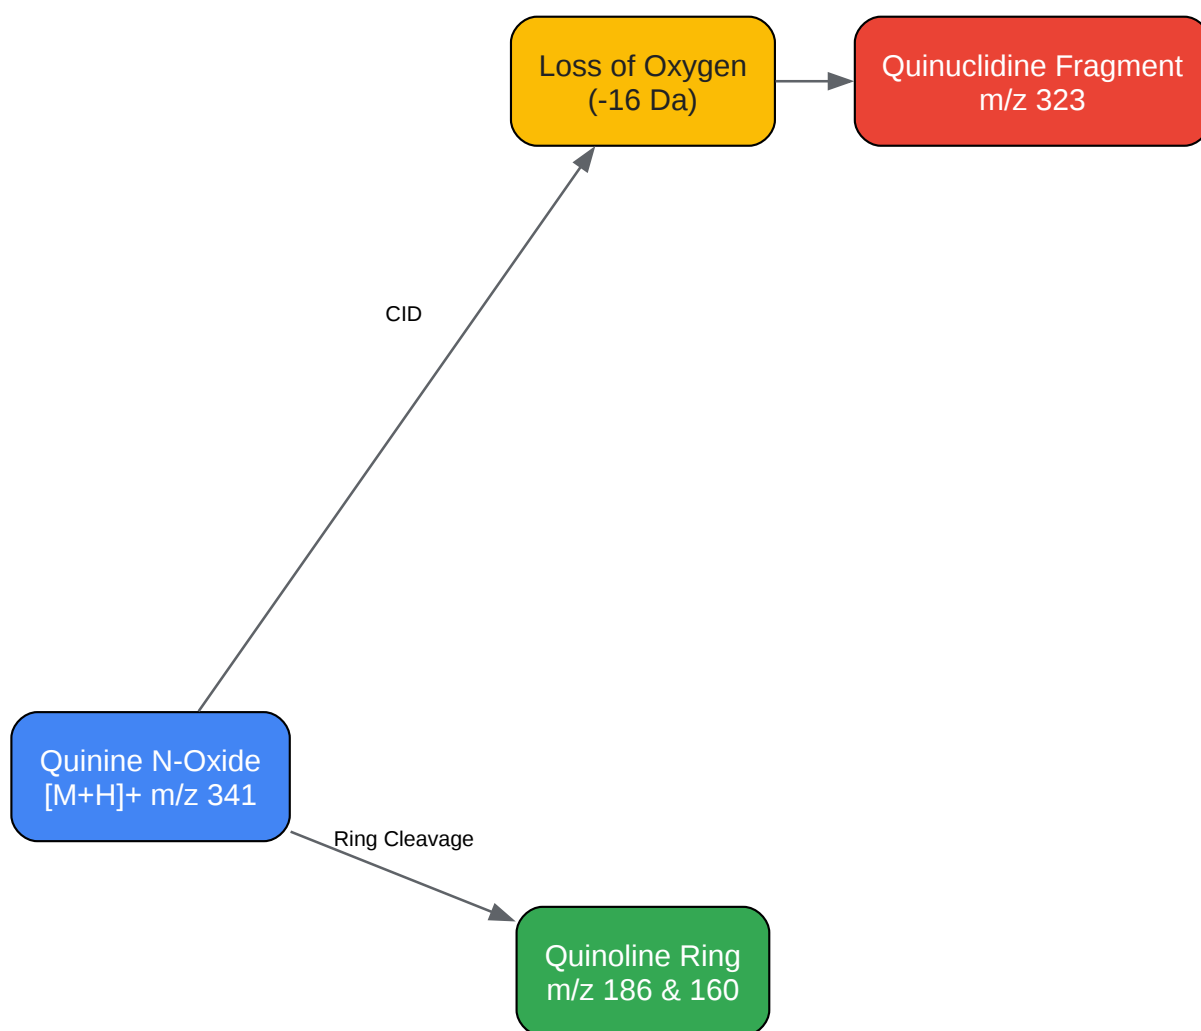 Loss of Oxygen
(-16 Da)
Quinuclidine Fragment
m/z 323
CID
Quinine N-Oxide
[M+H]+ m/z 341
Ring Cleavage
Quinoline Ring
m/z 186 & 160